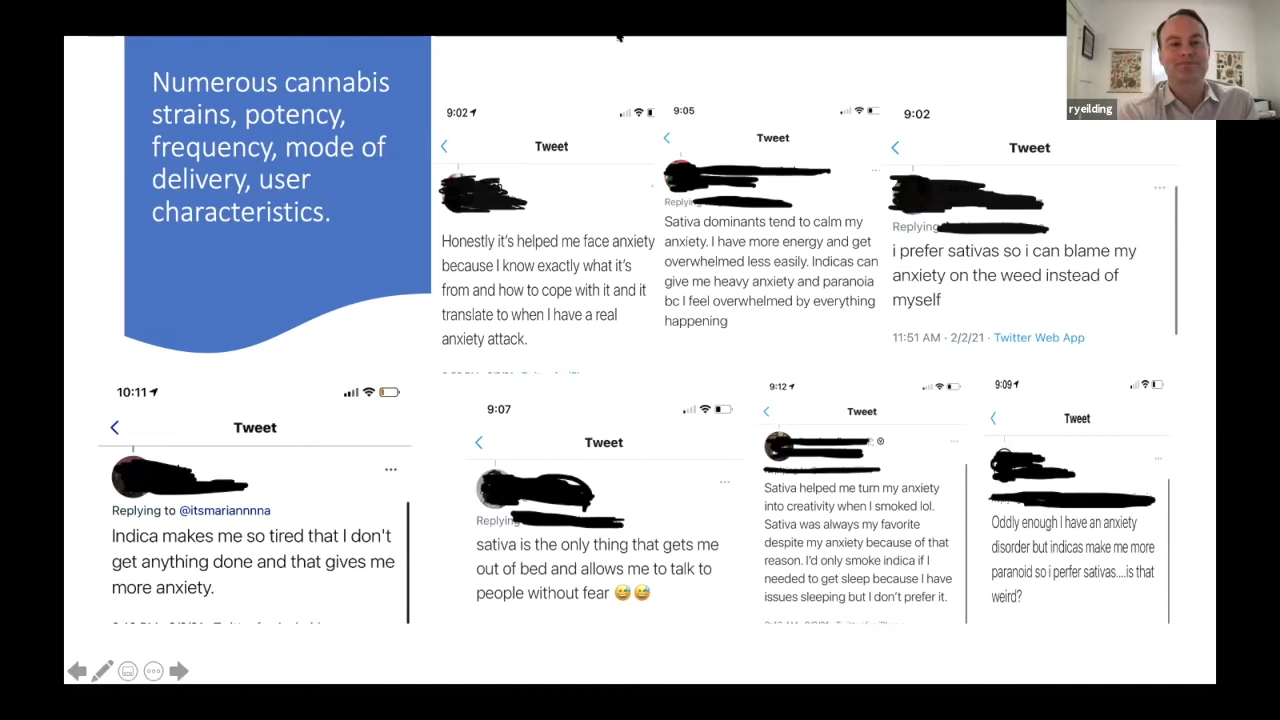 Numerous cannabis
strains, potency,
frequency, mode of
delivery, user
characteristics.
ryeilding
9:02
Tweet
Honestly it's helped me face anxiety
because I know exactly what it's
from and how to cope with it and it
translate to when I have a real
anxiety attack.
9:05
Tweet
Replying
Sativa dominants tend to calm my
anxiety. I have more energy and get
overwhelmed less easily. Indicas can
give me heavy anxiety and paranoia
bc I feel overwhelmed by everything
happening
9:02
Tweet
Replying
i prefer sativas so i can blame my
anxiety on the weed instead of
myself
11:51 AM · 2/2/21 · Twitter Web App
10:11
Tweet
Replying to @itsmariannnna
Indica makes me so tired that I don't
get anything done and that gives me
more anxiety.
9:07
Tweet
Replying
sativa is the only thing that gets me
out of bed and allows me to talk to
people without fear 😅😅
9:12
Tweet
Sativa helped me turn my anxiety
into creativity when I smoked lol.
Sativa was always my favorite
despite my anxiety because of that
reason. I'd only smoke indica if I
needed to get sleep because I have
issues sleeping but I don't prefer it.
9:09
Tweet
Oddly enough I have an anxiety
disorder but indicas make me more
paranoid so i perfer sativas....is that
weird?